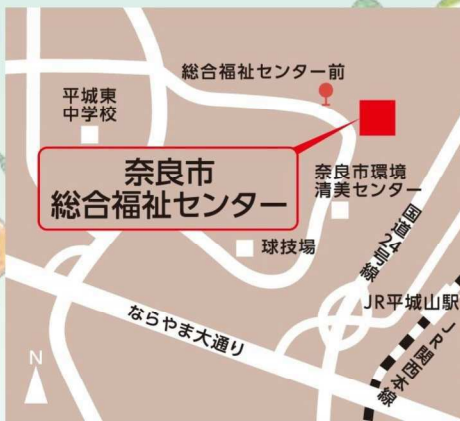 総合福祉センター前
平城東
中学校
奈良市
総合福祉センター
奈良市環境
清美センター
球技場
国道24号線
JR平城山駅
ならやま大通り
JR関西本線
N